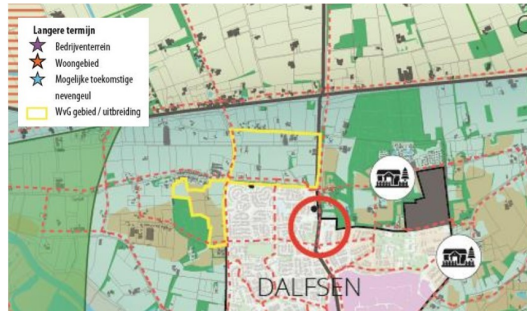 Langere termijn
Bedrijventerrein
Woongebied
Mogelijke toekomstige
nevengeul
WvG gebied / uitbreiding
DALFSEN